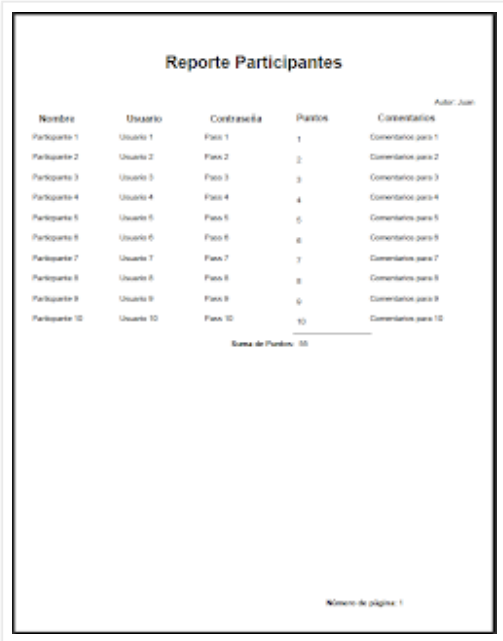 Reporte Participantes
Autor: Juan
Nombre Usuario Contraseña Puntos Comentarios
Participante 1 Usuario 1 Pass 1 1 Comentarios para 1
Participante 2 Usuario 2 Pass 2 2 Comentarios para 2
Participante 3 Usuario 3 Pass 3 3 Comentarios para 3
Participante 4 Usuario 4 Pass 4 4 Comentarios para 4
Participante 5 Usuario 5 Pass 5 5 Comentarios para 5
Participante 6 Usuario 6 Pass 6 6 Comentarios para 6
Participante 7 Usuario 7 Pass 7 7 Comentarios para 7
Participante 8 Usuario 8 Pass 8 8 Comentarios para 8
Participante 9 Usuario 9 Pass 9 9 Comentarios para 9
Participante 10 Usuario 10 Pass 10 10 Comentarios para 10
Suma de Puntos: 55
Número de página: 1